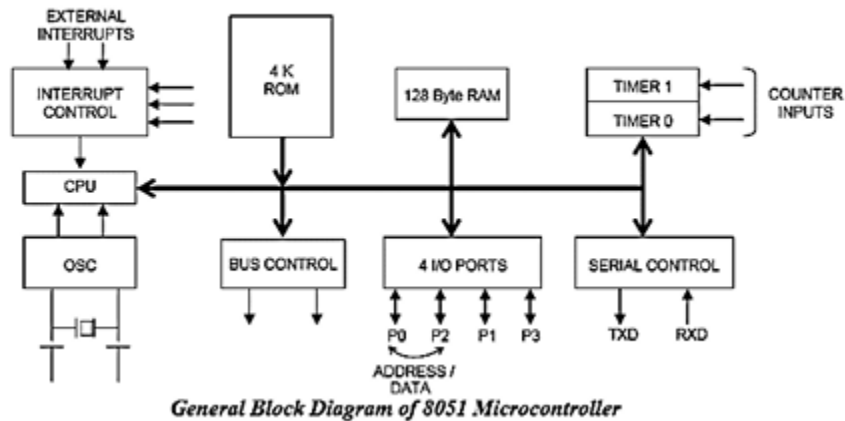 EXTERNAL
INTERRUPTS
INTERRUPT
CONTROL
4 K
ROM
128 Byte RAM
TIMER 1
TIMER 0
COUNTER
INPUTS
CPU
OSC
BUS CONTROL
4 I/O PORTS
SERIAL CONTROL
P0 P2 P1 P3
TXD RXD
ADDRESS /
DATA
General Block Diagram of 8051 Microcontroller